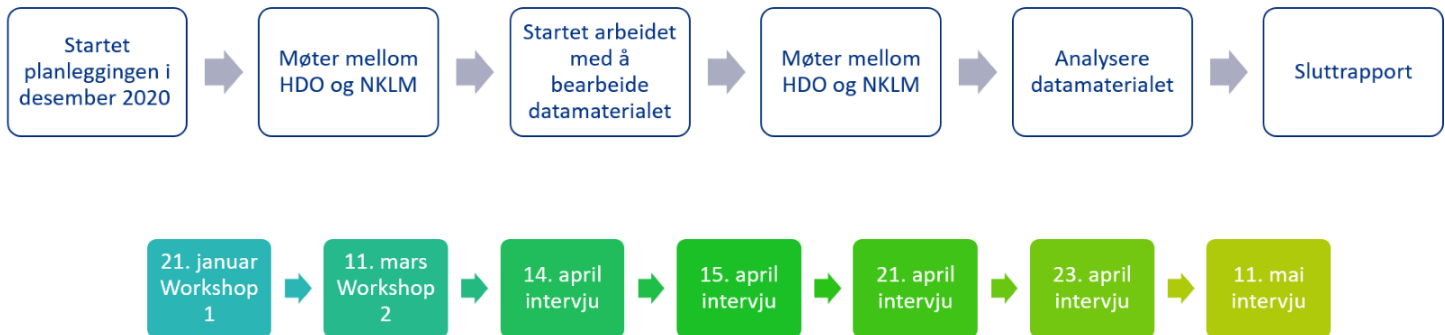 Startet
planleggingen i
desember 2020
Møter mellom
HDO og NKLM
Startet arbeidet
med å
bearbeide
datamaterialet
Møter mellom
HDO og NKLM
Analysere
datamaterialet
Sluttrapport
21. januar
Workshop
1
11. mars
Workshop
2
14. april
intervju
15. april
intervju
21. april
intervju
23. april
intervju
11. mai
intervju